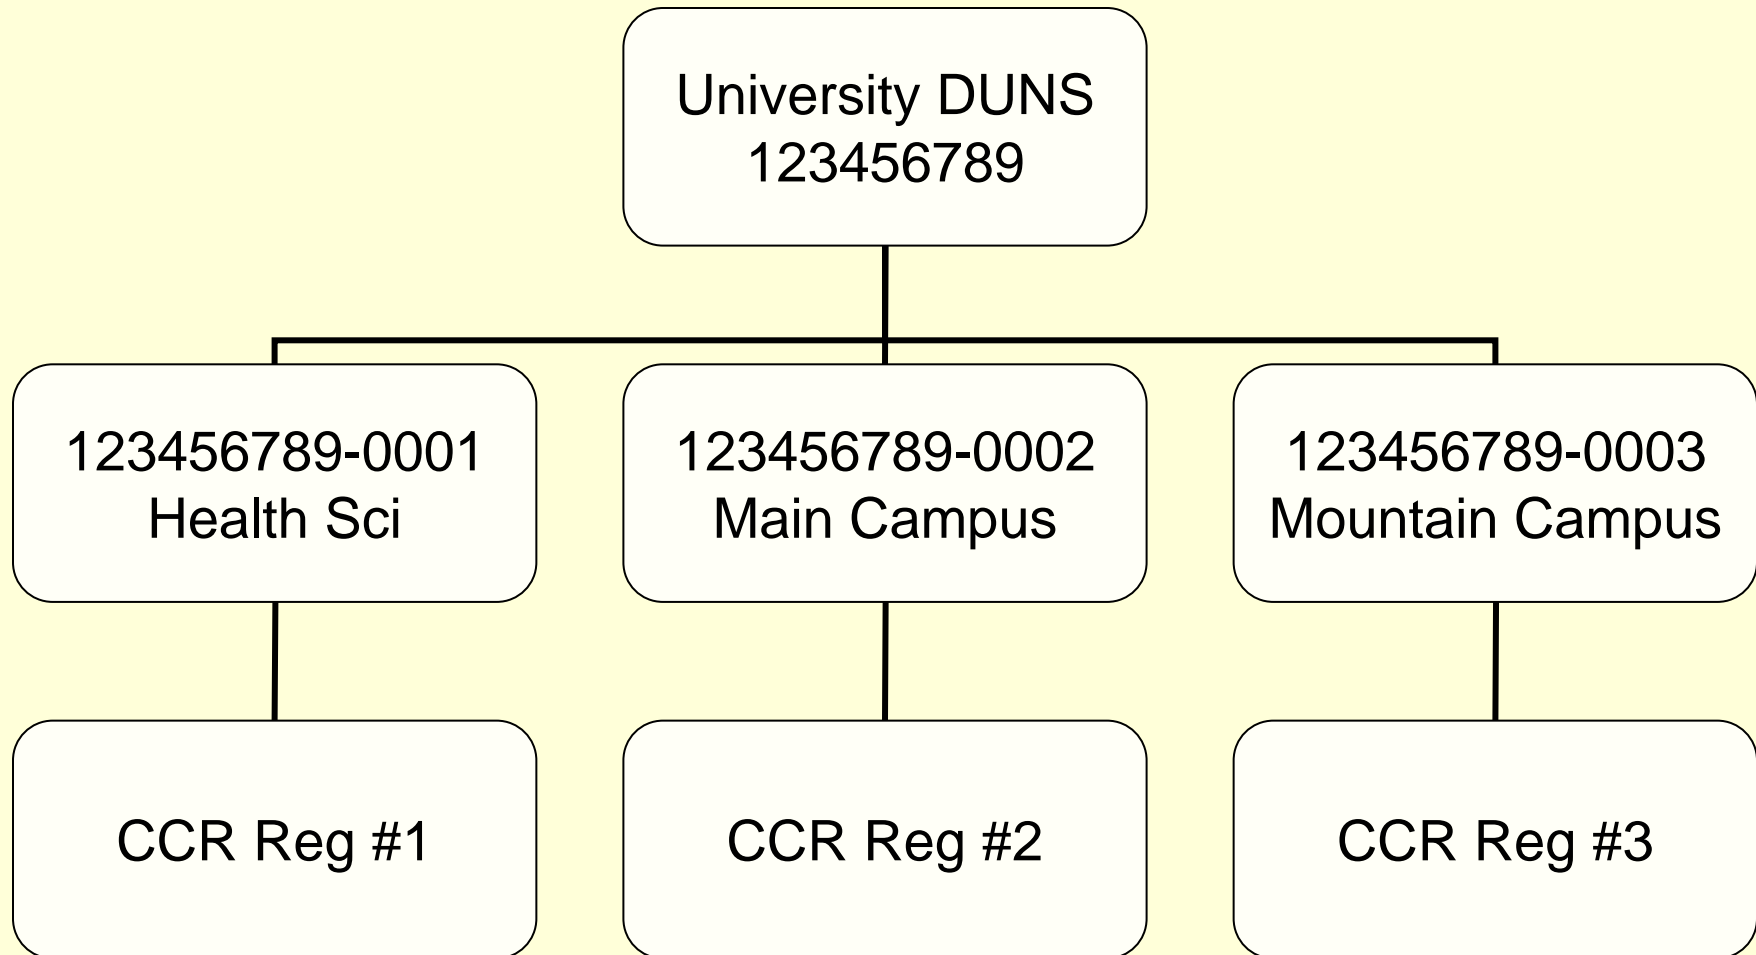 University DUNS
123456789
123456789-0001
Health Sci
123456789-0002
Main Campus
123456789-0003
Mountain Campus
CCR Reg #1
CCR Reg #2
CCR Reg #3